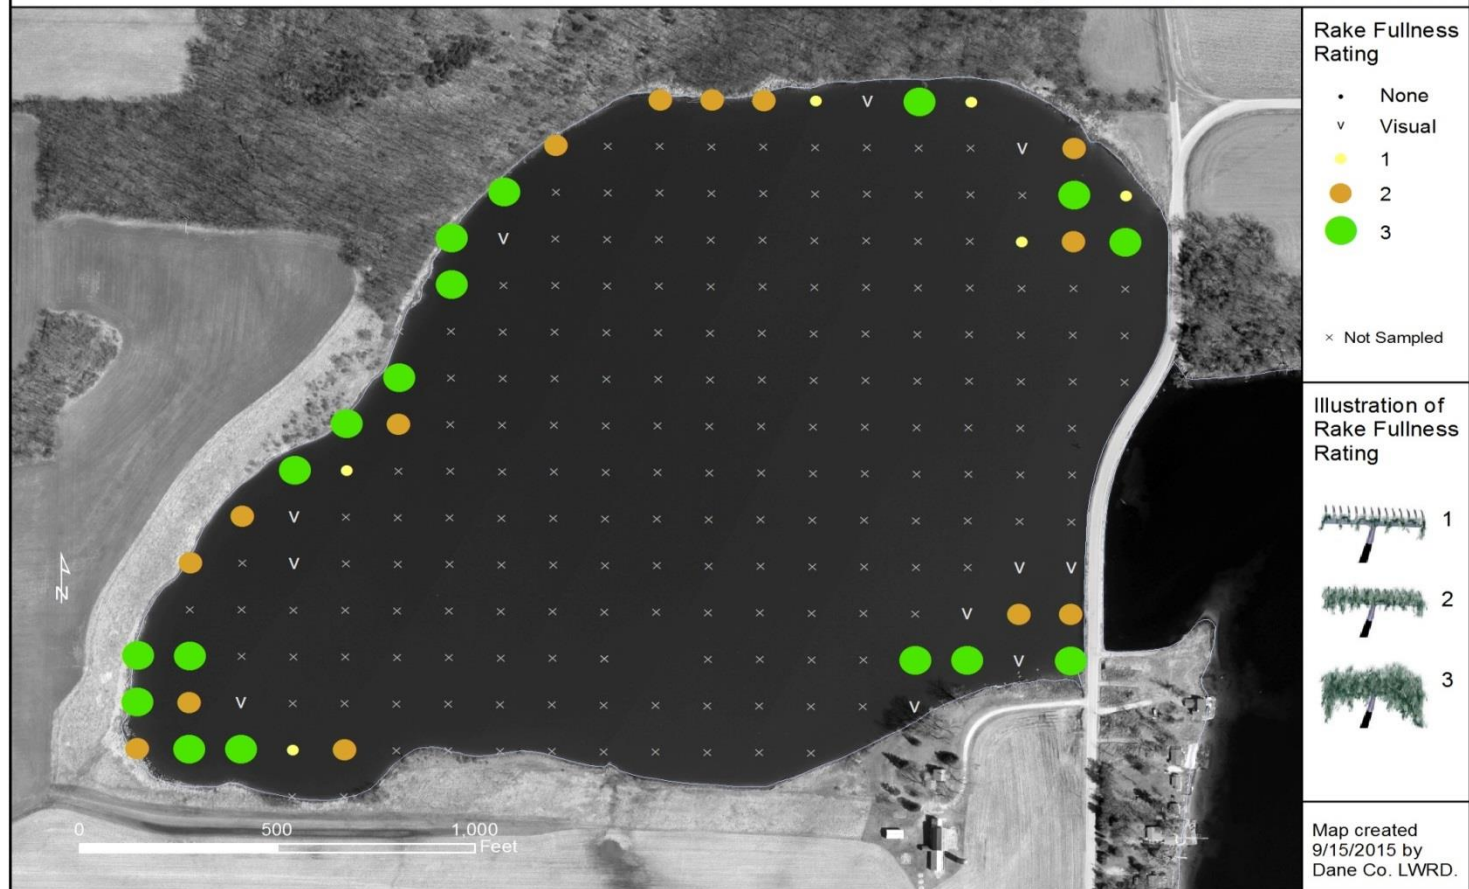 Rake Fullness
Rating
None
v Visual
1
2
3
× Not Sampled
Illustration of
Rake Fullness
Rating
1
2
3
N
0 500 1,000
Feet
Map created
9/15/2015 by
Dane Co. LWRD.